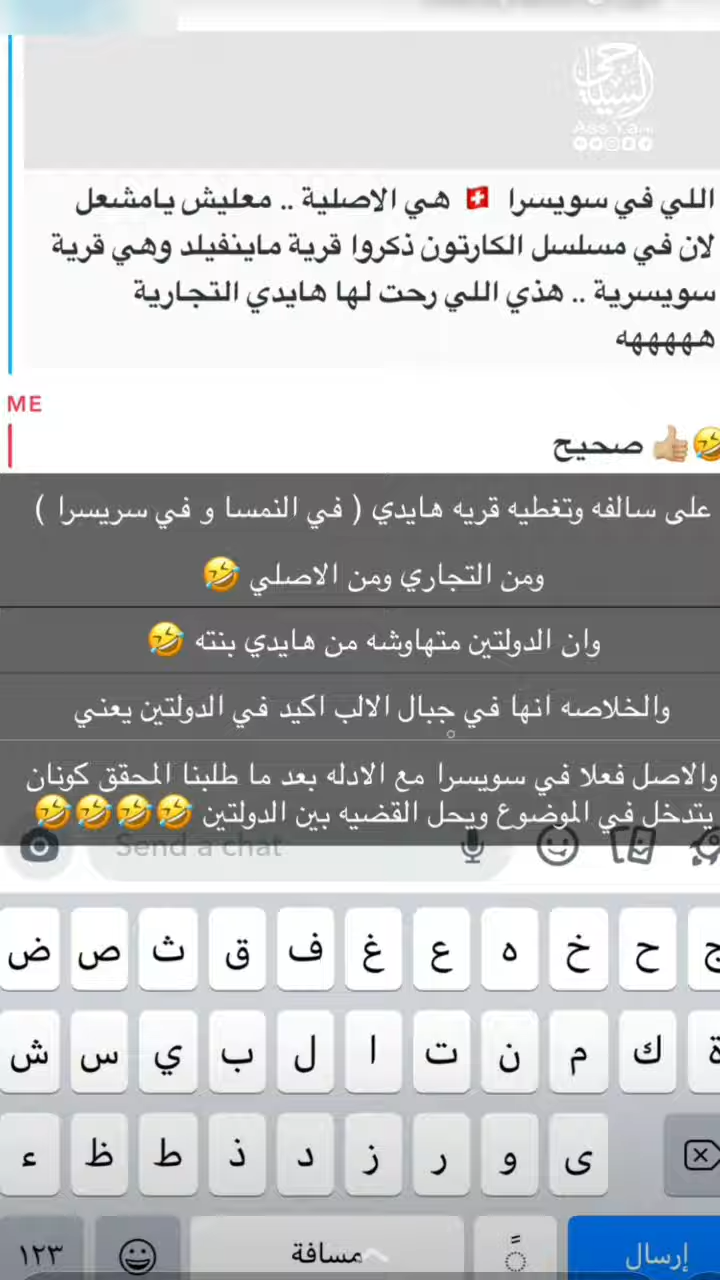 السياحي
Ass Yahi
اللي في سويسرا 🇨🇭 هي الاصلية .. معليش يامشعل
لان في مسلسل الكارتون ذكروا قرية ماينفيلد وهي قرية
سويسرية .. هذي اللي رحت لها هايدي التجارية
هههههه
ME
🤣👍🏼 صحيح
على سالفه وتغطيه قريه هايدي ( في النمسا و في سريسرا )
ومن التجاري ومن الاصلي 🤣
وان الدولتين متهاوشه من هايدي بنته 🤣
والخلاصه انها في جبال الالب اكيد في الدولتين يعني
والاصل فعلا في سويسرا مع الادله بعد ما طلبنا المحقق كونان
يتدخل في الموضوع ويحل القضيه بين الدولتين 🤣🤣🤣🤣
Send a chat
ض ص ث ق ف غ ع ه خ ح ج
ش س ي ب ل ا ت ن م ك ة
ء ظ ط ذ د ز ر و ى
١٢٣ مسافة إرسال